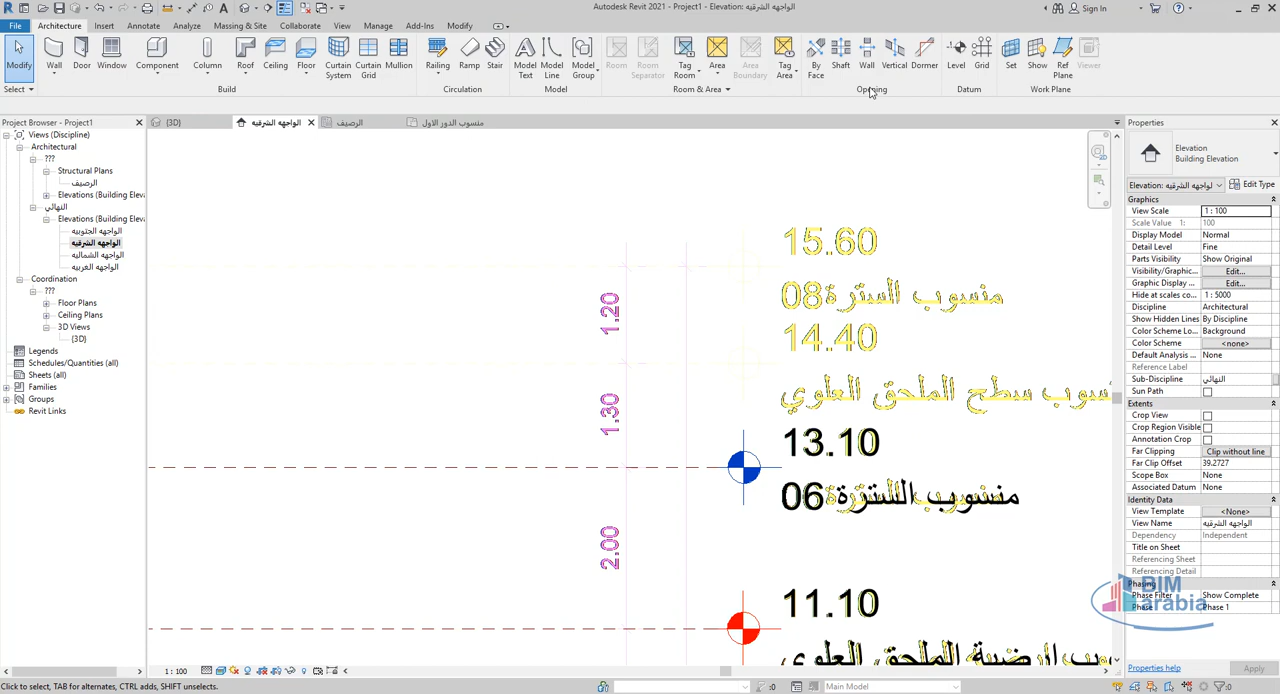 Autodesk Revit 2021 - Project1 - Elevation: الواجهه الشرقيه
Sign In
File Architecture Insert Annotate Analyze Massing & Site Collaborate View Manage Add-Ins Modify
Modify Wall Door Window Component Column Roof Ceiling Floor Curtain System Curtain Grid Mullion Railing Ramp Stair Model Text Model Line Model Group Room Room Separator Tag Room Area Area Boundary Tag Area By Face Shaft Wall Vertical Dormer Level Grid Set Show Ref Plane Viewer
Select Build Circulation Model Room & Area Opening Datum Work Plane
Project Browser - Project1
{3D} الواجهه الشرقيه الرصيف منسوب الدور الاول
Views (Discipline)
Architectural
???
Structural Plans
الرصيف
Elevations (Building Elev
النهائي
Elevations (Building Elev
الواجهه الجنوبيه
الواجهه الشرقيه
الواجهه الشماليه
الواجهه الغربيه
Coordination
???
Floor Plans
Ceiling Plans
3D Views
{3D}
Legends
Schedules/Quantities (all)
Sheets (all)
Families
Groups
Revit Links
15.60
منسوب السترة08
14.40
سوب سطح الملحق العلوي
13.10
منسوب السترة06
11.10
سوب ارضية الملحق العلوي
1.20
1.30
2.00
Properties
Elevation
Building Elevation
Elevation: لواجهه الشرقيه Edit Type
Graphics
View Scale 1 : 100
Scale Value 1: 100
Display Model Normal
Detail Level Fine
Parts Visibility Show Original
Visibility/Graphic... Edit...
Graphic Display ... Edit...
Hide at scales co... 1 : 5000
Discipline Architectural
Show Hidden Lines By Discipline
Color Scheme Lo... Background
Color Scheme <none>
Default Analysis ... None
Reference Label
Sub-Discipline النهائي
Sun Path
Extents
Crop View
Crop Region Visible
Annotation Crop
Far Clipping Clip without line
Far Clip Offset 39.2727
Scope Box None
Associated Datum None
Identity Data
View Template <None>
View Name الواجهه الشرقيه
Dependency Independent
Title on Sheet
Referencing Sheet
Referencing Detail
Phasing
Phase Filter Show Complete
Phase Phase 1
BIM
arabia
Properties help Apply
1 : 100
Click to select, TAB for alternates, CTRL adds, SHIFT unselects. :0 Main Model :0